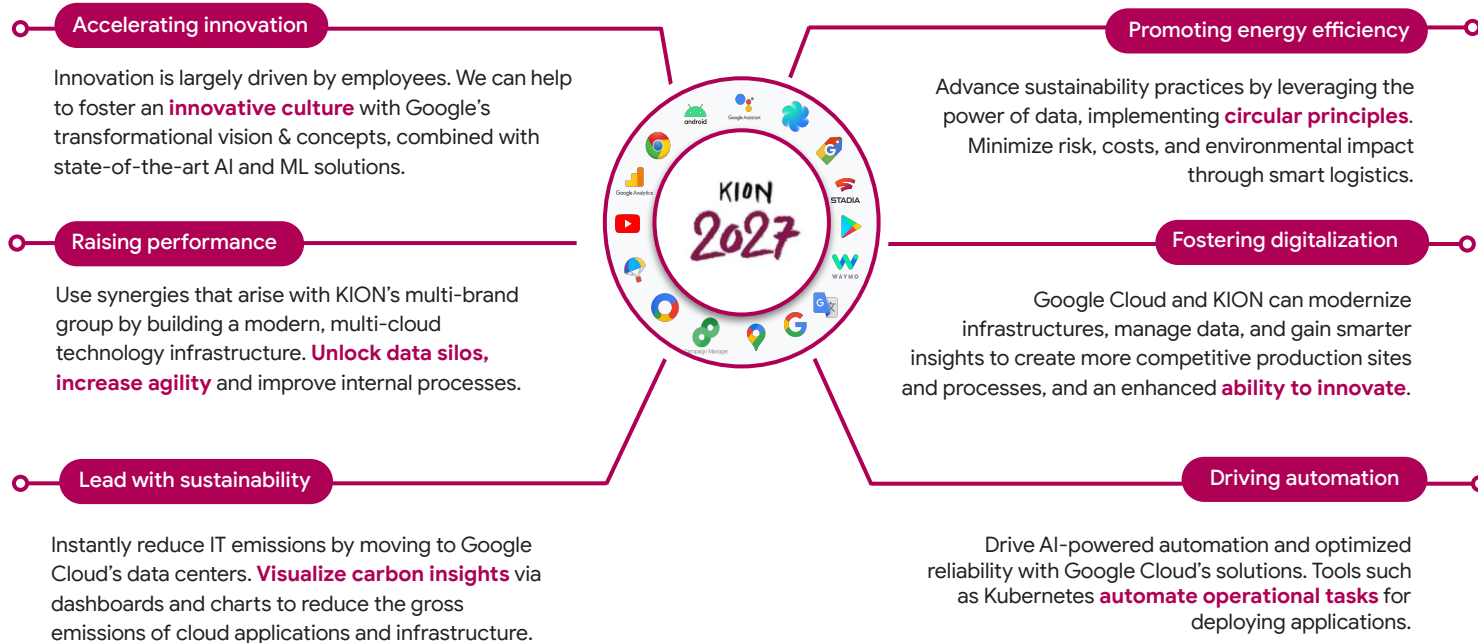 Accelerating innovation
Innovation is largely driven by employees. We can help
to foster an innovative culture with Google's
transformational vision & concepts, combined with
state-of-the-art AI and ML solutions.
Raising performance
Use synergies that arise with KION's multi-brand
group by building a modern, multi-cloud
technology infrastructure. Unlock data silos,
increase agility and improve internal processes.
Lead with sustainability
Instantly reduce IT emissions by moving to Google
Cloud's data centers. Visualize carbon insights via
dashboards and charts to reduce the gross
emissions of cloud applications and infrastructure.
android
Google Assistant
Google Analytics
STADIA
WAYMO
Campaign Manager
KION
2027
Promoting energy efficiency
Advance sustainability practices by leveraging the
power of data, implementing circular principles.
Minimize risk, costs, and environmental impact
through smart logistics.
Fostering digitalization
Google Cloud and KION can modernize
infrastructures, manage data, and gain smarter
insights to create more competitive production sites
and processes, and an enhanced ability to innovate.
Driving automation
Drive AI-powered automation and optimized
reliability with Google Cloud's solutions. Tools such
as Kubernetes automate operational tasks for
deploying applications.